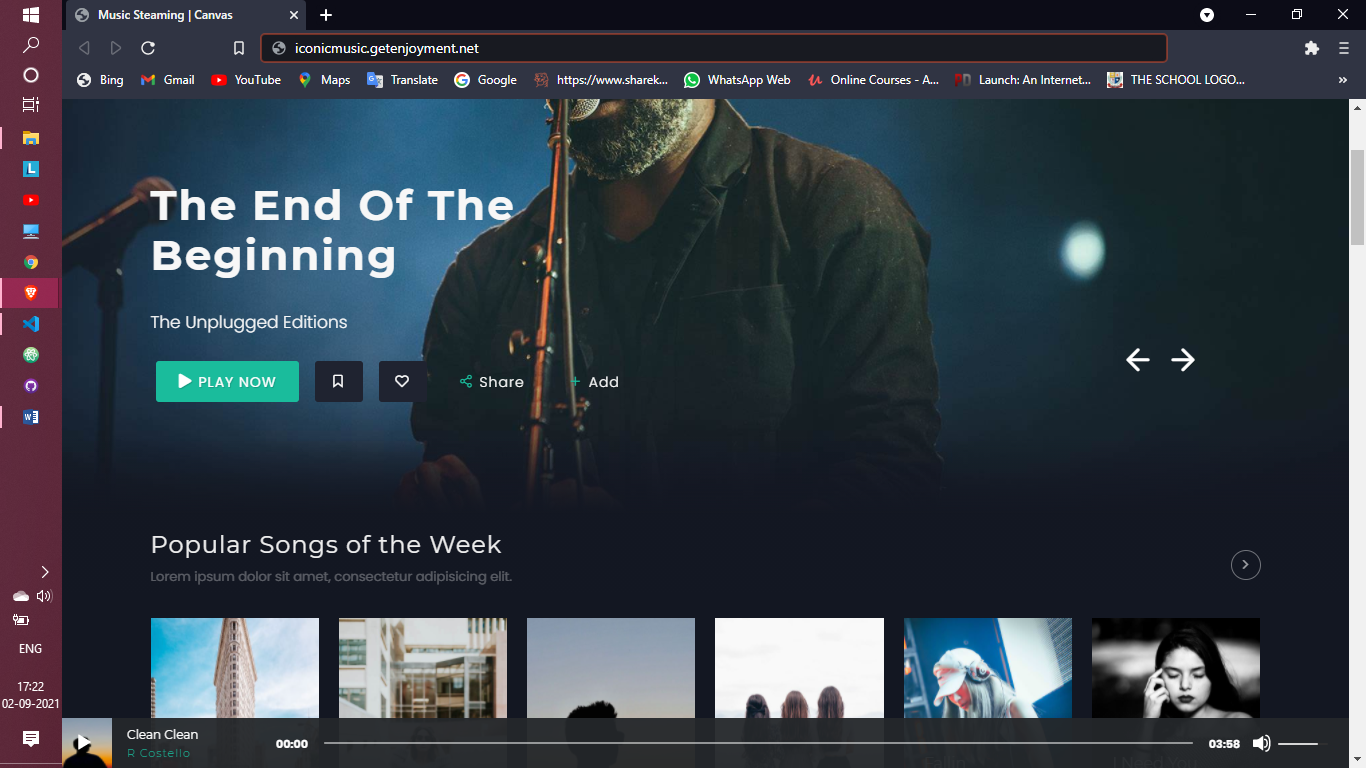 Music Steaming | Canvas
iconicmusic.getenjoyment.net
Bing
Gmail
YouTube
Maps
Translate
Google
https://www.sharek...
WhatsApp Web
Online Courses - A...
Launch: An Internet...
THE SCHOOL LOGO...
»
The End Of The
Beginning
The Unplugged Editions
PLAY NOW
Share
+ Add
Popular Songs of the Week
Lorem ipsum dolor sit amet, consectetur adipisicing elit.
Clean Clean
R Costello
00:00
03:58
I Need You
L
ENG
17:22
02-09-2021